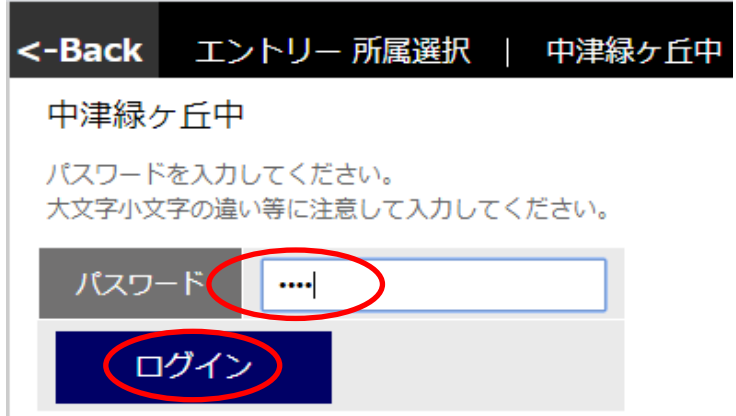 <-Back エントリー 所属選択 | 中津緑ヶ丘中
中津緑ヶ丘中
パスワードを入力してください。
大文字小文字の違い等に注意して入力してください。
パスワード ••••
ログイン